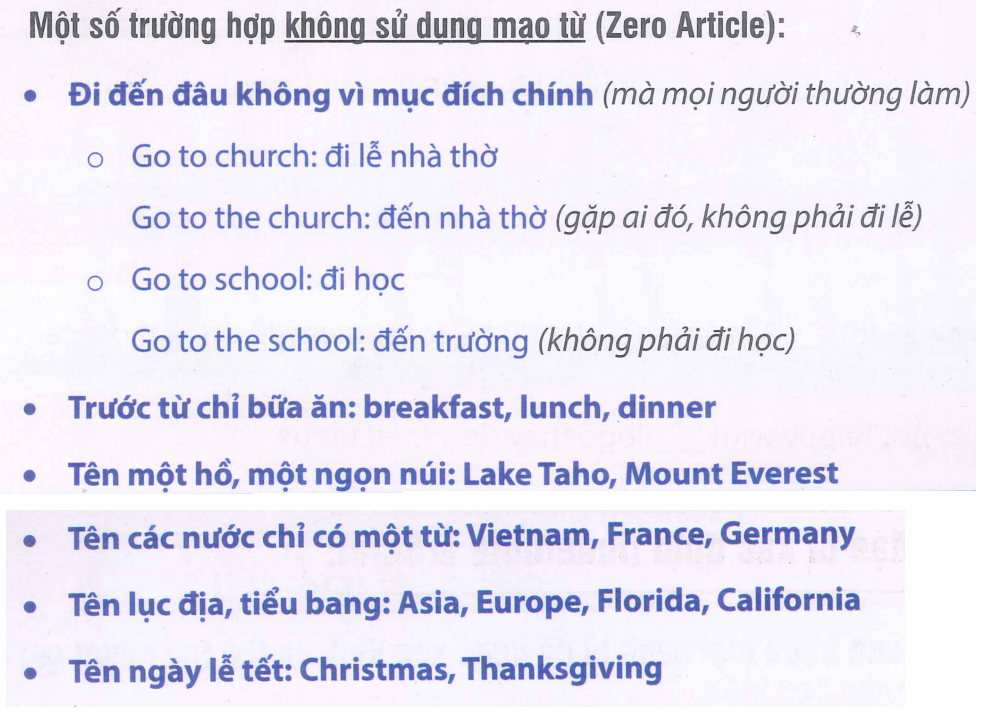 Một số trường hợp không sử dụng mạo từ (Zero Article):
• Đi đến đâu không vì mục đích chính (mà mọi người thường làm)
o Go to church: đi lễ nhà thờ
Go to the church: đến nhà thờ (gặp ai đó, không phải đi lễ)
o Go to school: đi học
Go to the school: đến trường (không phải đi học)
• Trước từ chỉ bữa ăn: breakfast, lunch, dinner
• Tên một hồ, một ngọn núi: Lake Taho, Mount Everest
• Tên các nước chỉ có một từ: Vietnam, France, Germany
• Tên lục địa, tiểu bang: Asia, Europe, Florida, California
• Tên ngày lễ tết: Christmas, Thanksgiving